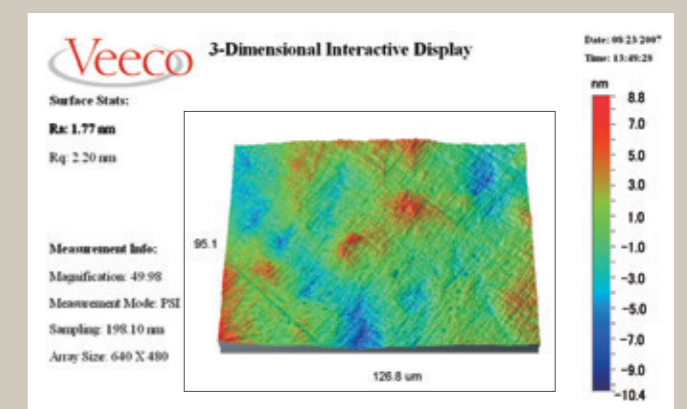 Veeco
3-Dimensional Interactive Display
Date: 08/23/2007
Time: 13:49:29
Surface Stats:
Ra: 1.77 nm
Rq: 2.20 nm
Measurement Info:
Magnification: 49.98
Measurement Mode: PSI
Sampling: 198.10 nm
Array Size: 640 X 480
95.1
126.8 um
nm
8.8
7.0
5.0
3.0
1.0
-1.0
-3.0
-5.0
-7.0
-9.0
-10.4